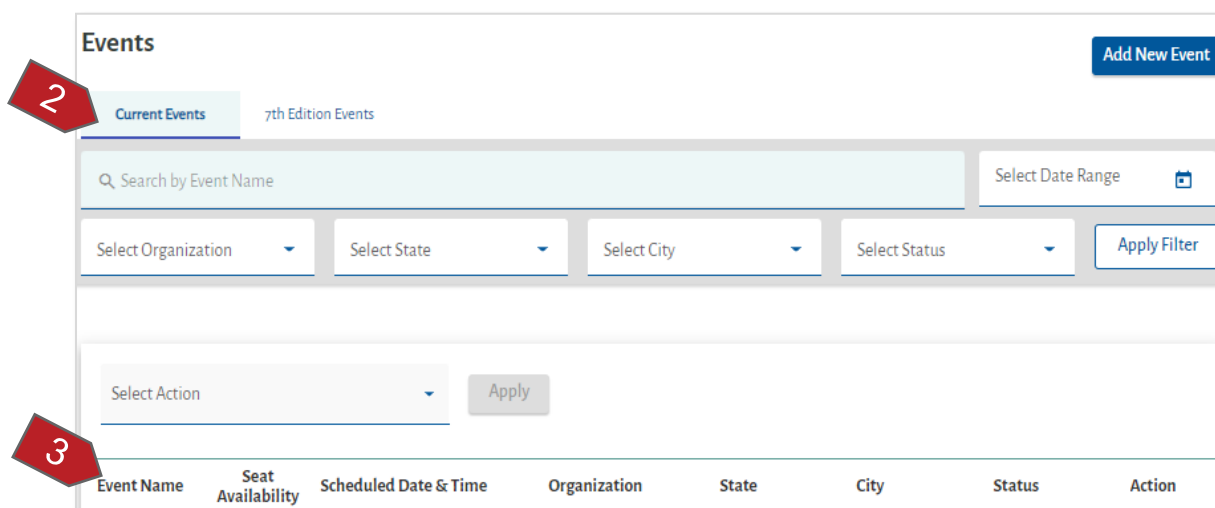 Events
Add New Event
2
Current Events 7th Edition Events
Search by Event Name
Select Date Range
Select Organization Select State Select City Select Status Apply Filter
Select Action Apply
3
Event Name Seat Availability Scheduled Date & Time Organization State City Status Action